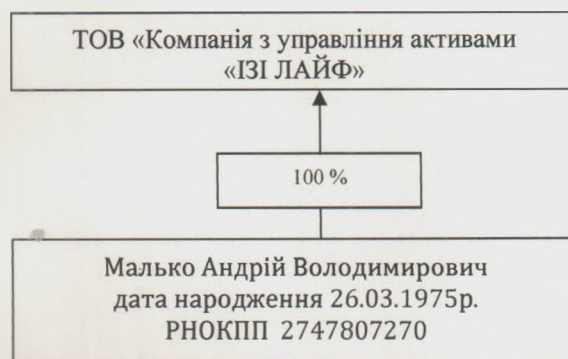 ТОВ «Компанія з управління активами
«ІЗІ ЛАЙФ»
100 %
Малько Андрій Володимирович
дата народження 26.03.1975р.
РНОКПП 2747807270